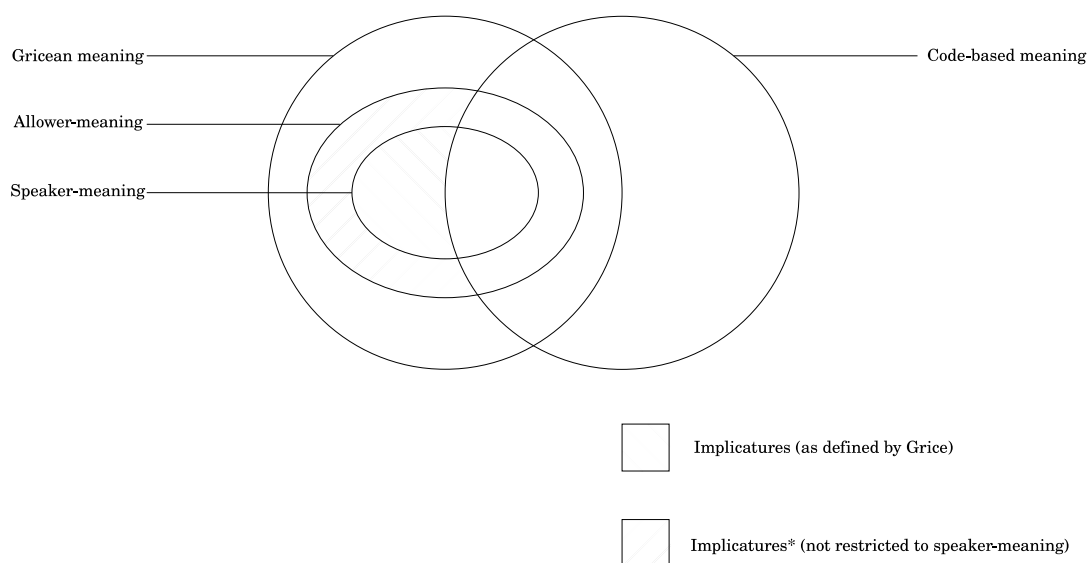 Gricean meaning
Code-based meaning
Allower-meaning
Speaker-meaning
Implicatures (as defined by Grice)
Implicatures* (not restricted to speaker-meaning)